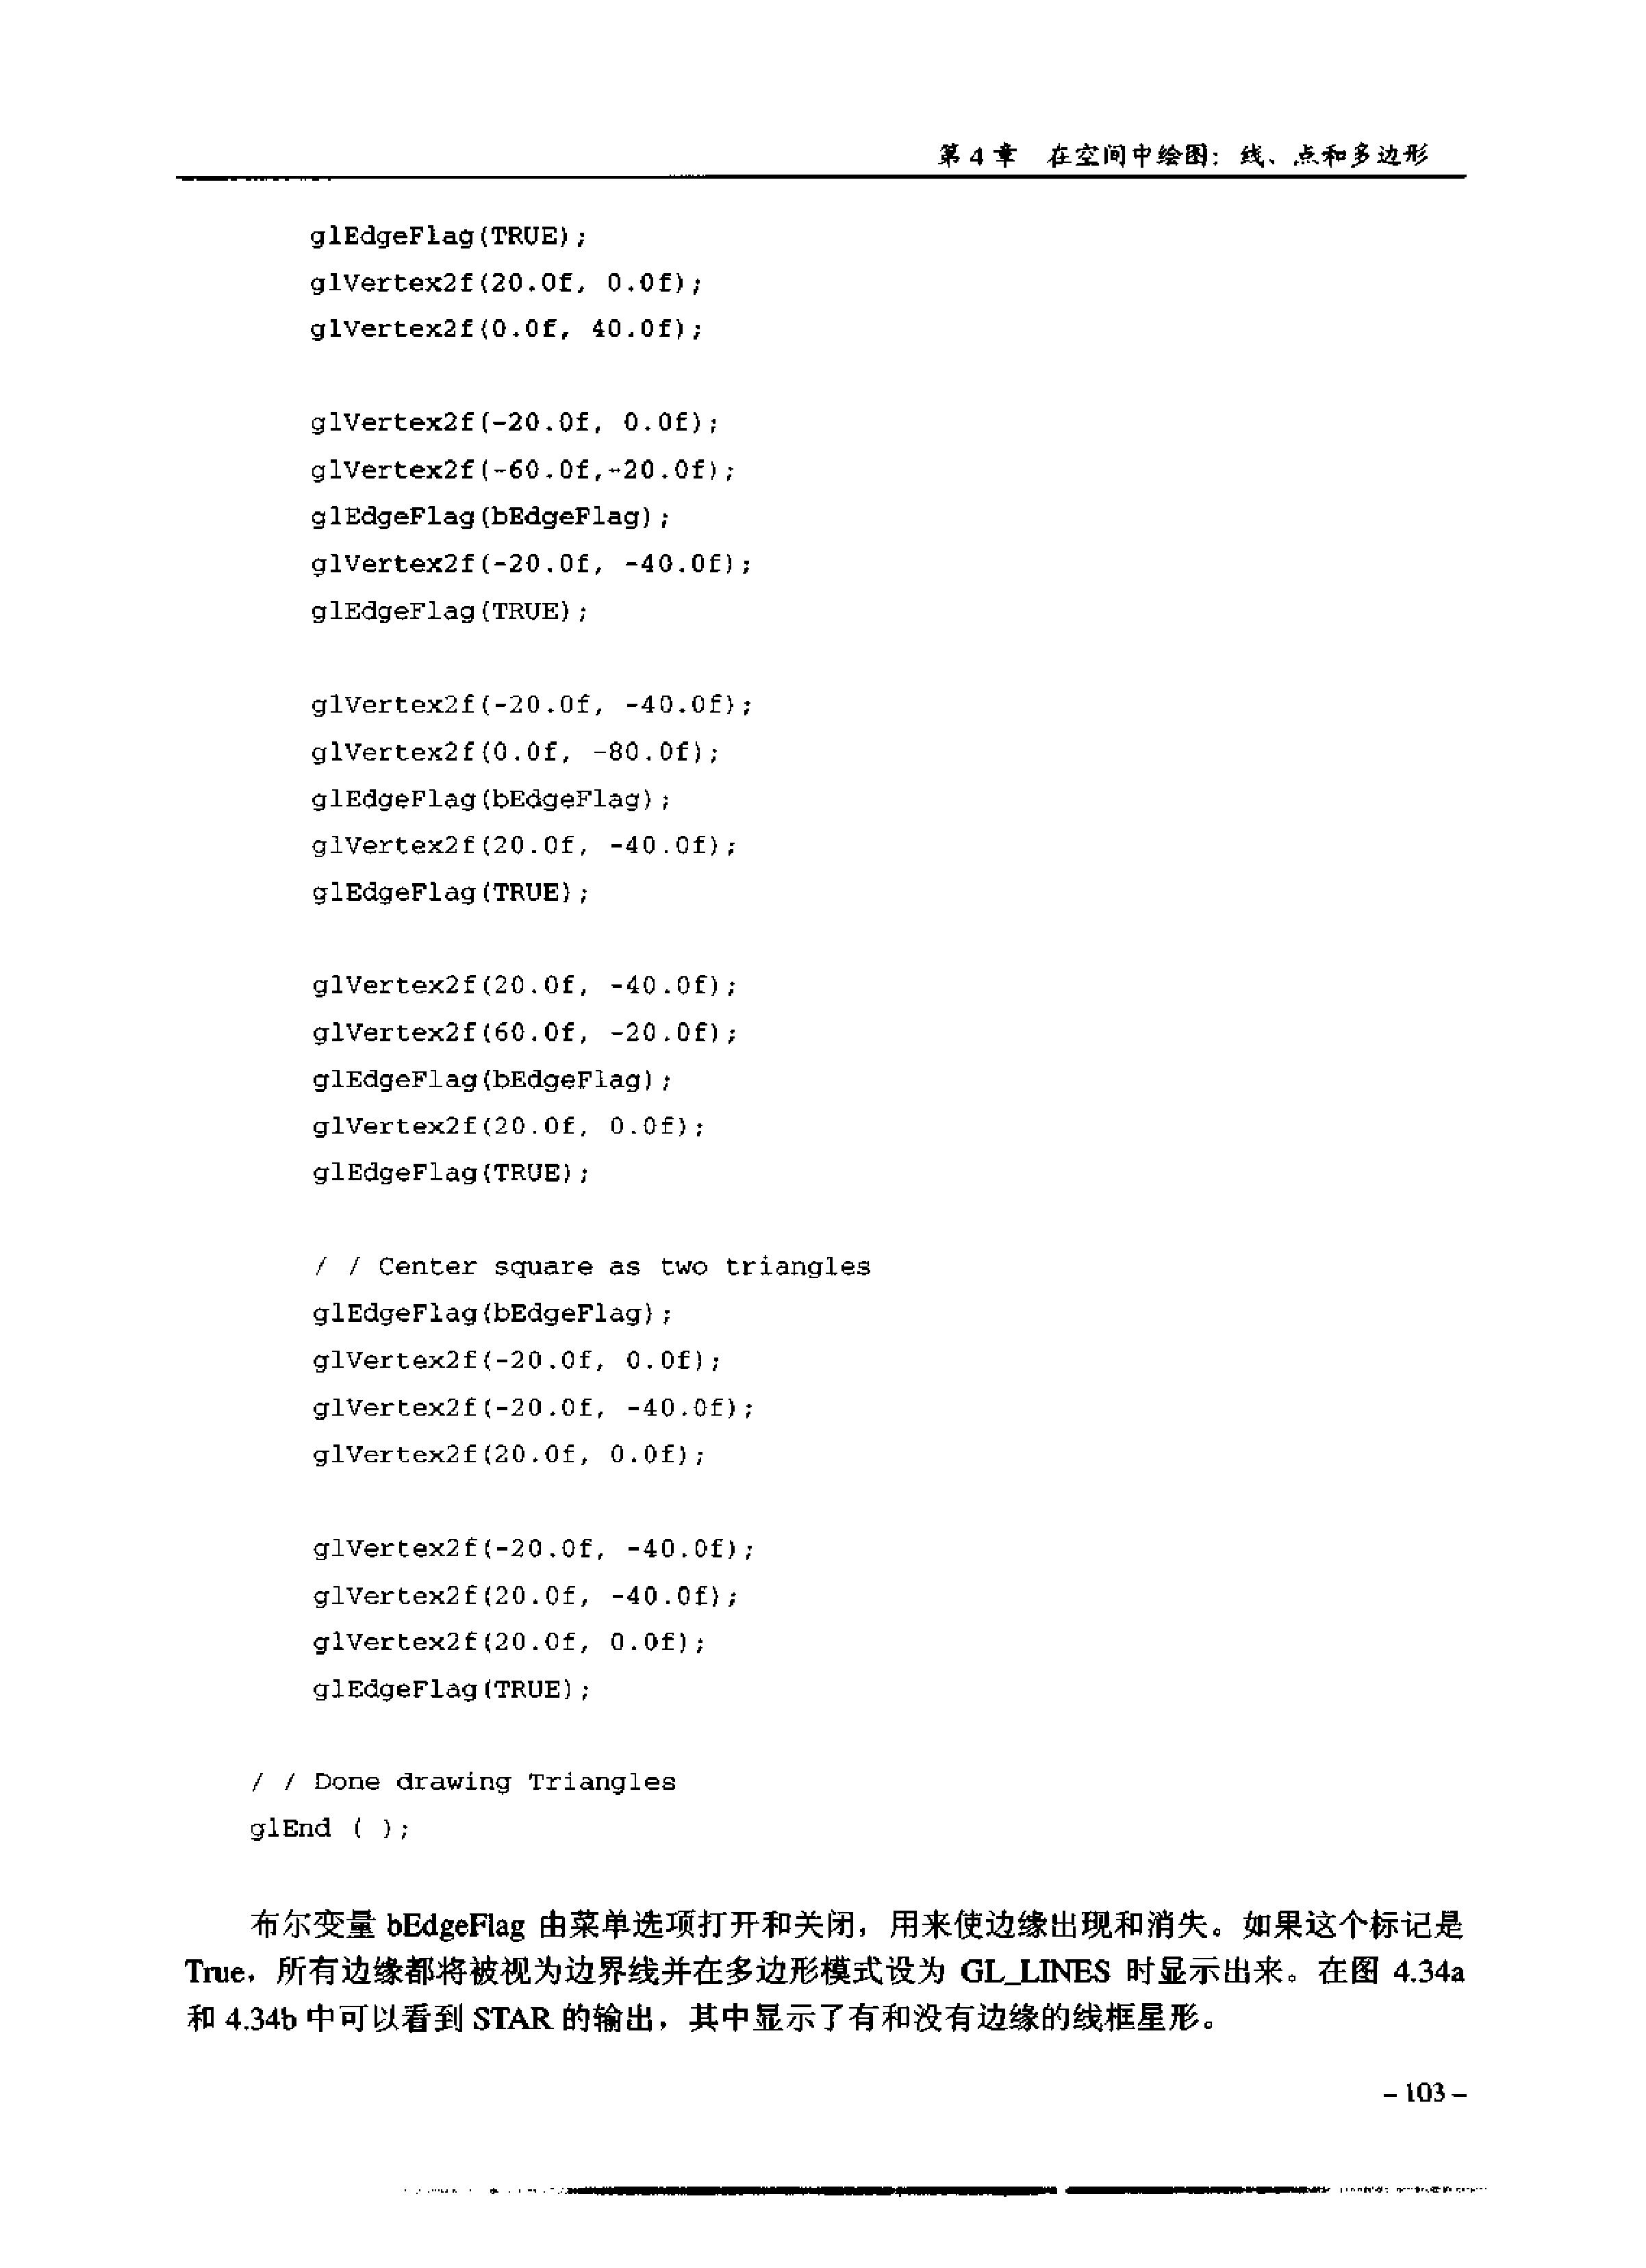 第 4 章 在空间中绘图：线、点和多边形
glEdgeFlag(TRUE);
glVertex2f(20.0f, 0.0f);
glVertex2f(0.0f, 40.0f);
glVertex2f(-20.0f, 0.0f);
glVertex2f(-60.0f,-20.0f);
glEdgeFlag(bEdgeFlag);
glVertex2f(-20.0f, -40.0f);
glEdgeFlag(TRUE);
glVertex2f(-20.0f, -40.0f);
glVertex2f(0.0f, -80.0f);
glEdgeFlag(bEdgeFlag);
glVertex2f(20.0f, -40.0f);
glEdgeFlag(TRUE);
glVertex2f(20.0f, -40.0f);
glVertex2f(60.0f, -20.0f);
glEdgeFlag(bEdgeFlag);
glVertex2f(20.0f, 0.0f);
glEdgeFlag(TRUE);
/ / Center square as two triangles
glEdgeFlag(bEdgeFlag);
glVertex2f(-20.0f, 0.0f);
glVertex2f(-20.0f, -40.0f);
glVertex2f(20.0f, 0.0f);
glVertex2f(-20.0f, -40.0f);
glVertex2f(20.0f, -40.0f);
glVertex2f(20.0f, 0.0f);
glEdgeFlag(TRUE);
/ / Done drawing Triangles
glEnd ( );
布尔变量 bEdgeFlag 由菜单选项打开和关闭，用来使边缘出现和消失。如果这个标记是
True，所有边缘都将被视为边界线并在多边形模式设为 GL_LINES 时显示出来。在图 4.34a
和 4.34b 中可以看到 STAR 的输出，其中显示了有和没有边缘的线框星形。
– 103 –